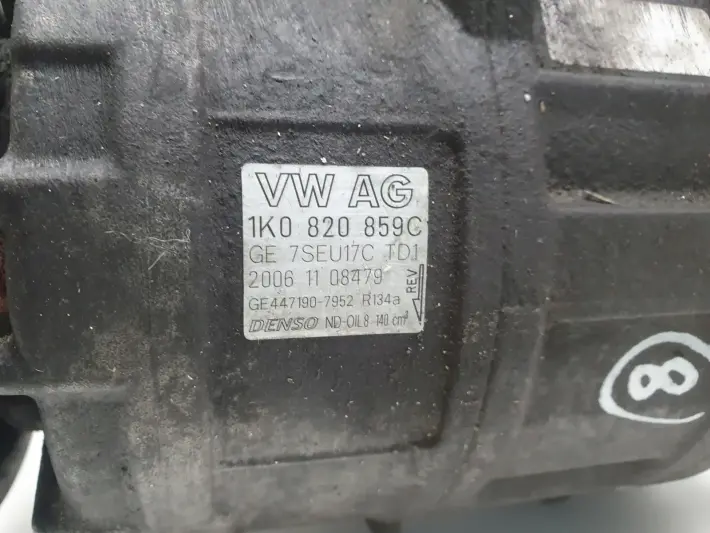 VW AG
1K0 820 859C
GE 7SEU17C TD1
2006 11 08479
GE447190-7952 R134a
REV
DENSO ND-OIL8 140 cm³
8